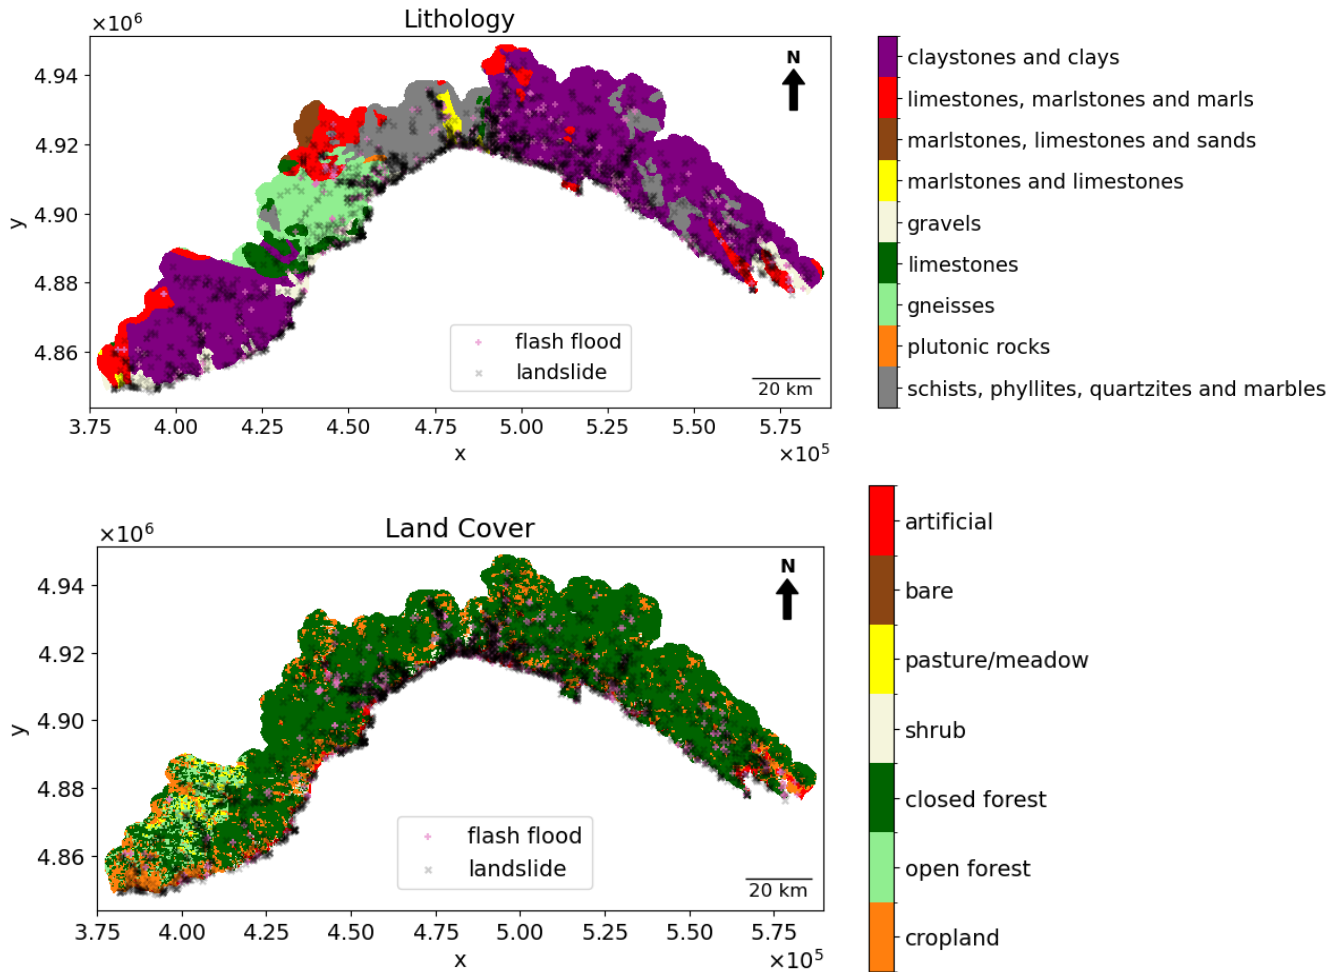 Lithology
×10⁶
N
4.94
4.92
4.90
4.88
4.86
y
flash flood
landslide
20 km
3.75 4.00 4.25 4.50 4.75 5.00 5.25 5.50 5.75
x
×10⁵
claystones and clays
limestones, marlstones and marls
marlstones, limestones and sands
marlstones and limestones
gravels
limestones
gneisses
plutonic rocks
schists, phyllites, quartzites and marbles
Land Cover
×10⁶
N
4.94
4.92
4.90
4.88
4.86
y
flash flood
landslide
20 km
3.75 4.00 4.25 4.50 4.75 5.00 5.25 5.50 5.75
x
×10⁵
artificial
bare
pasture/meadow
shrub
closed forest
open forest
cropland